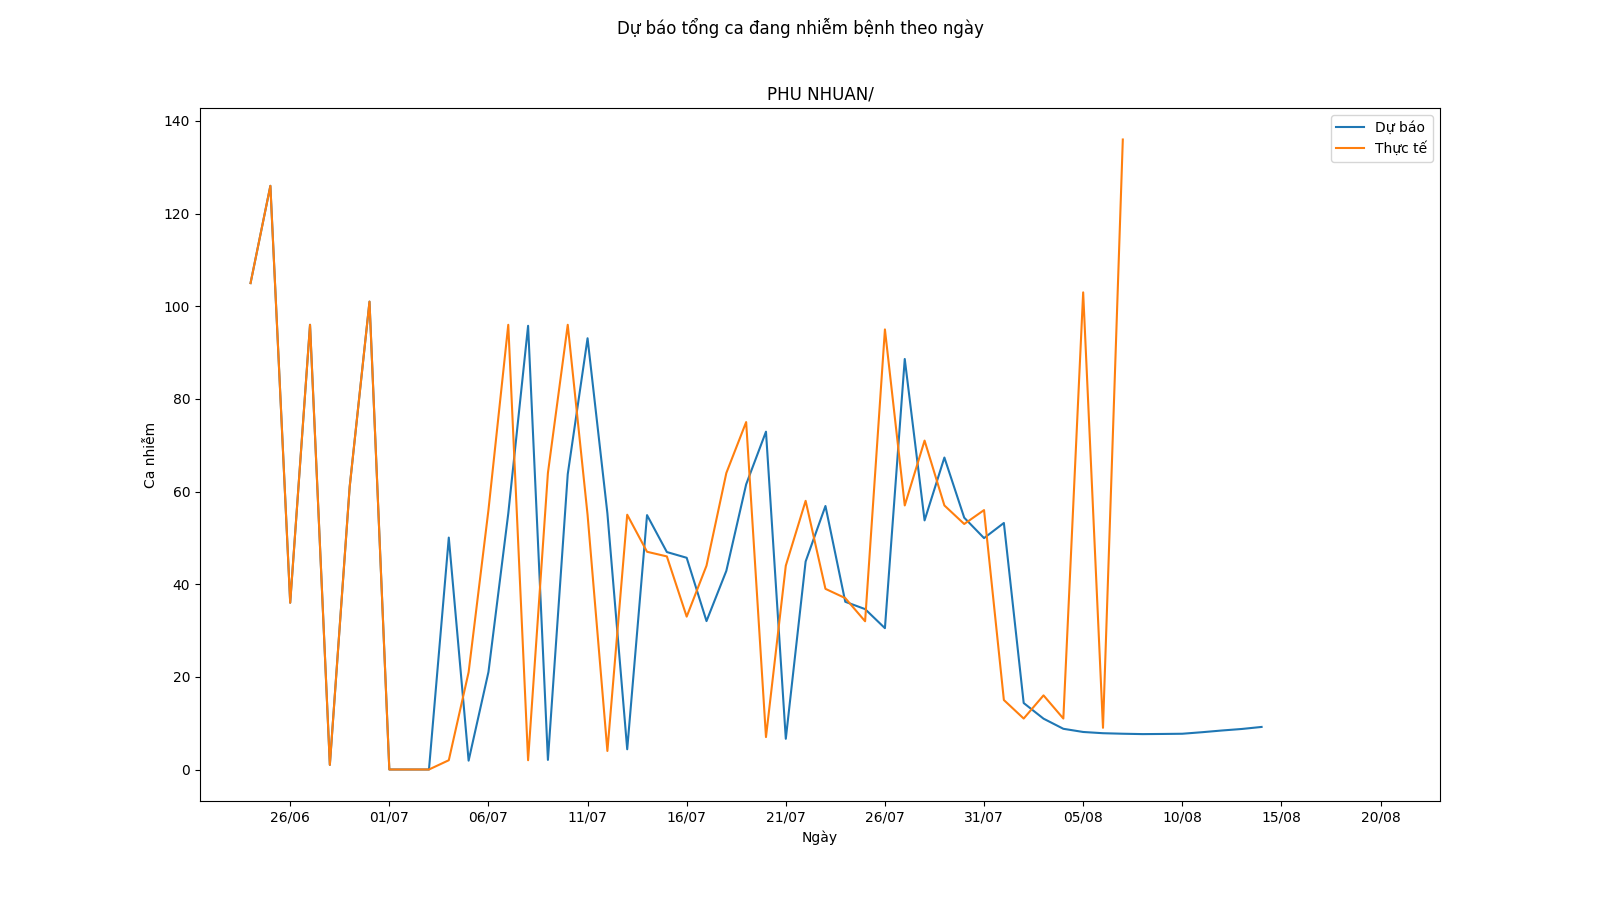 Dự báo tổng ca đang nhiễm bệnh theo ngày
PHU NHUAN/
Dự báo
Thực tế
140
120
100
80
60
40
20
0
Ca nhiễm
26/06 01/07 06/07 11/07 16/07 21/07 26/07 31/07 05/08 10/08 15/08 20/08
Ngày